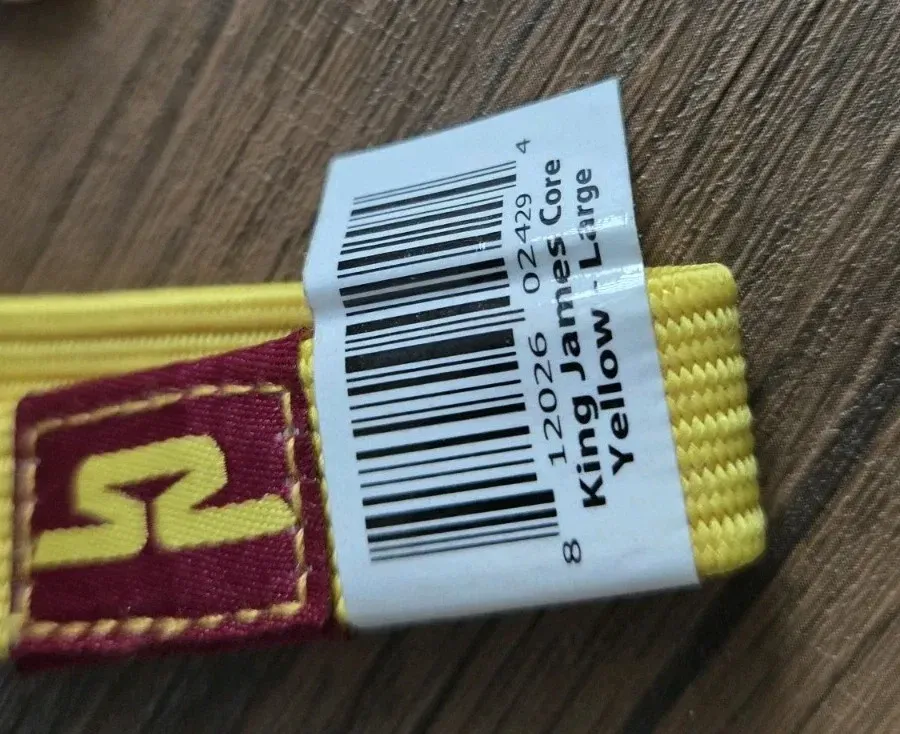 8 12026 02429 4
King James Core
Yellow - Large